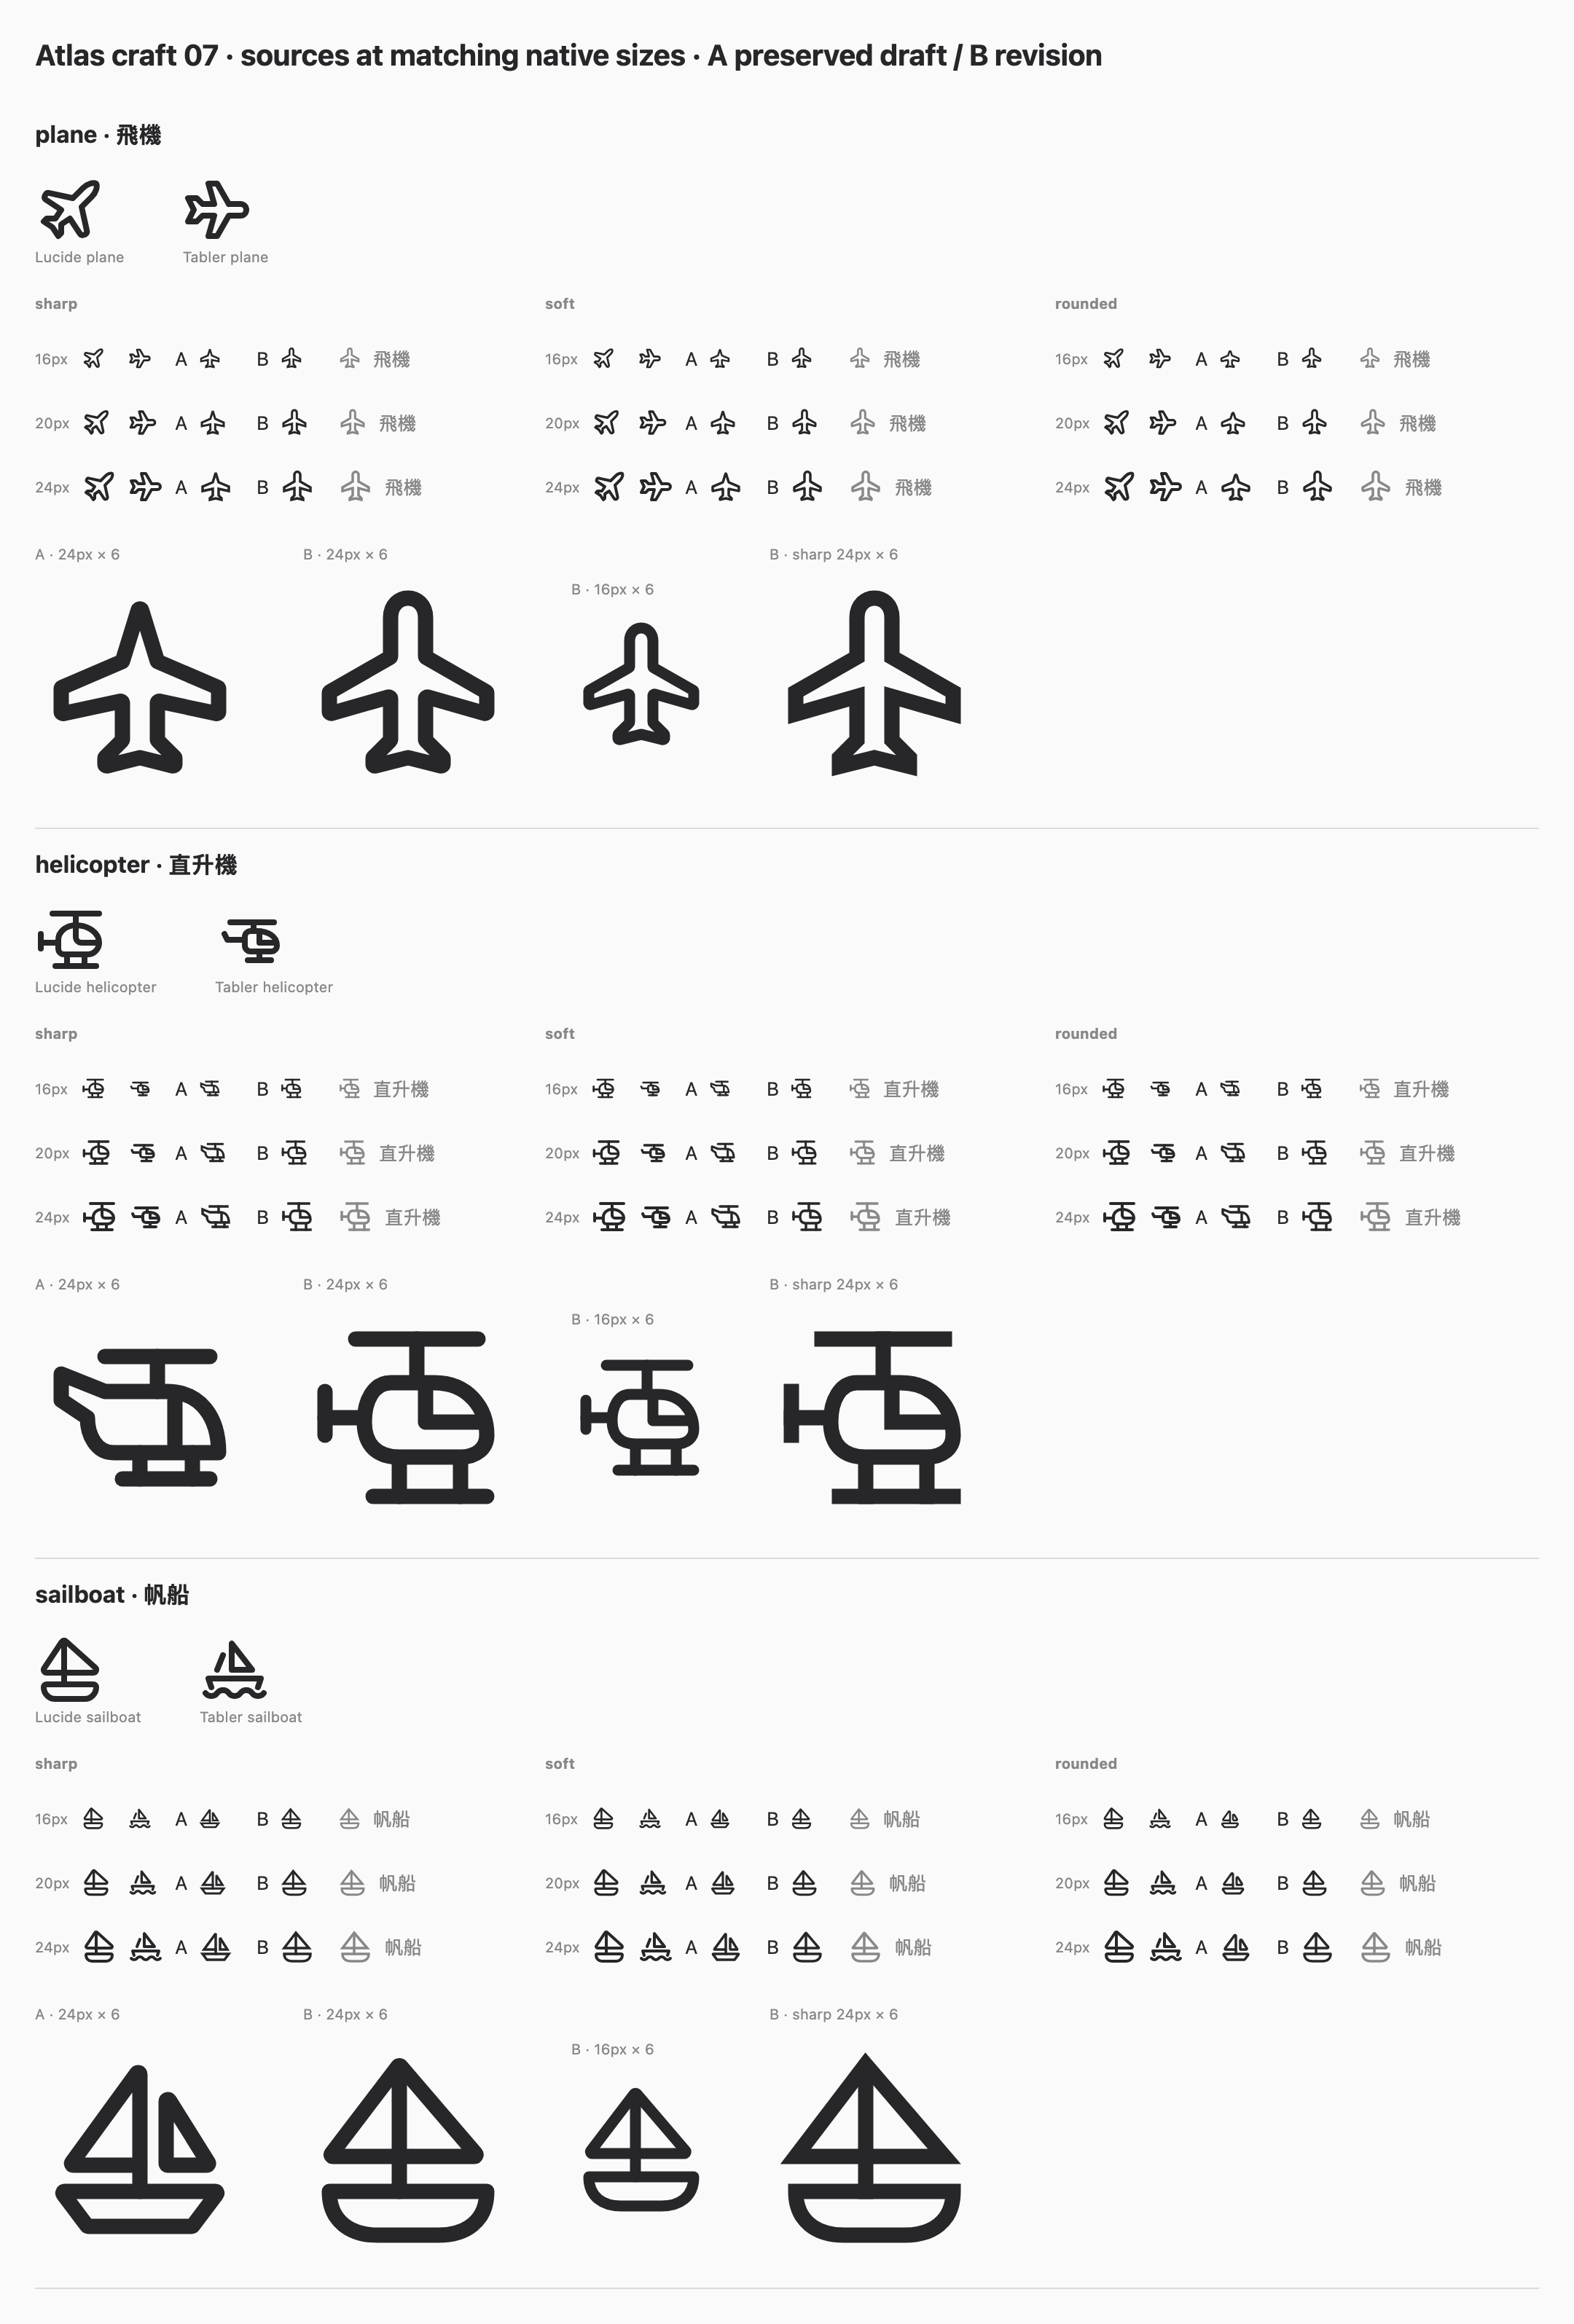 Atlas craft 07 · sources at matching native sizes · A preserved draft / B revision
plane · 飛機
Lucide plane Tabler plane
sharp soft rounded
16px A B 飛機 16px A B 飛機 16px A B 飛機
20px A B 飛機 20px A B 飛機 20px A B 飛機
24px A B 飛機 24px A B 飛機 24px A B 飛機
A · 24px × 6 B · 24px × 6 B · sharp 24px × 6
B · 16px × 6
helicopter · 直升機
Lucide helicopter Tabler helicopter
sharp soft rounded
16px A B 直升機 16px A B 直升機 16px A B 直升機
20px A B 直升機 20px A B 直升機 20px A B 直升機
24px A B 直升機 24px A B 直升機 24px A B 直升機
A · 24px × 6 B · 24px × 6 B · sharp 24px × 6
B · 16px × 6
sailboat · 帆船
Lucide sailboat Tabler sailboat
sharp soft rounded
16px A B 帆船 16px A B 帆船 16px A B 帆船
20px A B 帆船 20px A B 帆船 20px A B 帆船
24px A B 帆船 24px A B 帆船 24px A B 帆船
A · 24px × 6 B · 24px × 6 B · sharp 24px × 6
B · 16px × 6